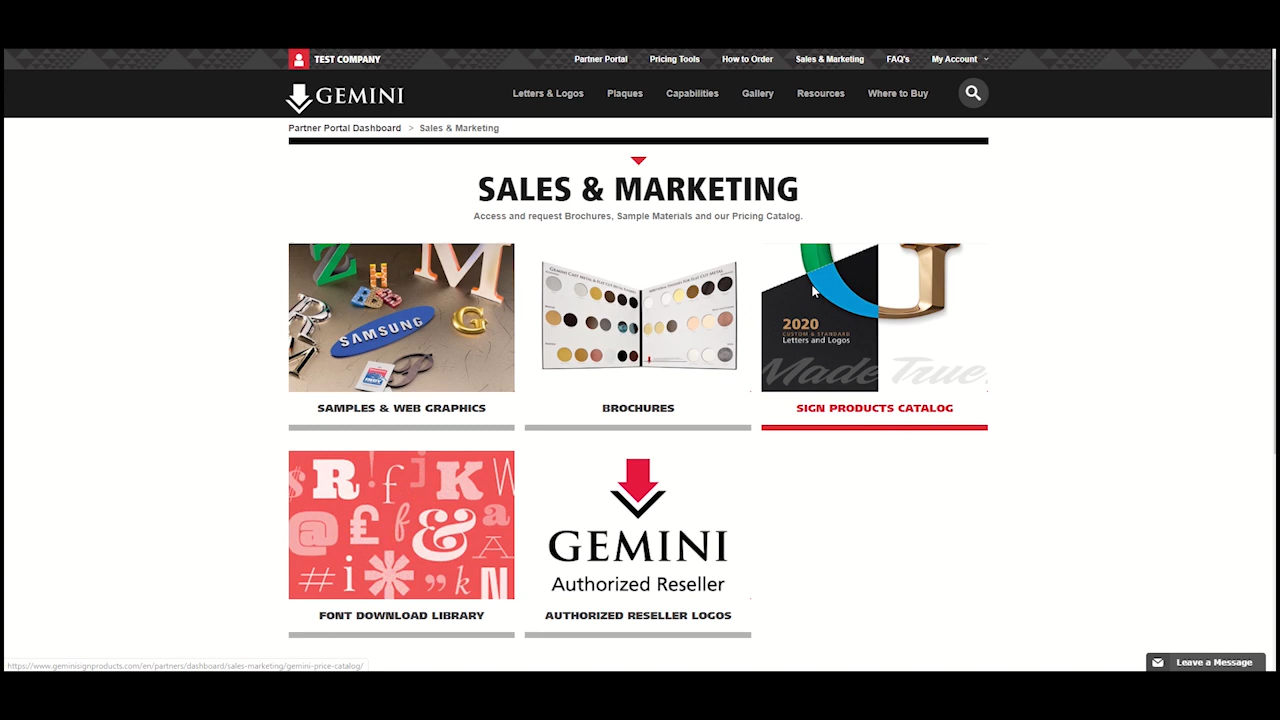 TEST COMPANY
Partner Portal
Pricing Tools
How to Order
Sales & Marketing
FAQ's
My Account
GEMINI
Letters & Logos
Plaques
Capabilities
Gallery
Resources
Where to Buy
Partner Portal Dashboard > Sales & Marketing
SALES & MARKETING
Access and request Brochures, Sample Materials and our Pricing Catalog.
SAMSUNG
2020
CUSTOM & STANDARD
Letters and Logos
Made True.
SAMPLES & WEB GRAPHICS
BROCHURES
SIGN PRODUCTS CATALOG
GEMINI
Authorized Reseller
FONT DOWNLOAD LIBRARY
AUTHORIZED RESELLER LOGOS
https://www.geminisignproducts.com/en/partners/dashboard/sales-marketing/gemini-price-catalog/
Leave a Message